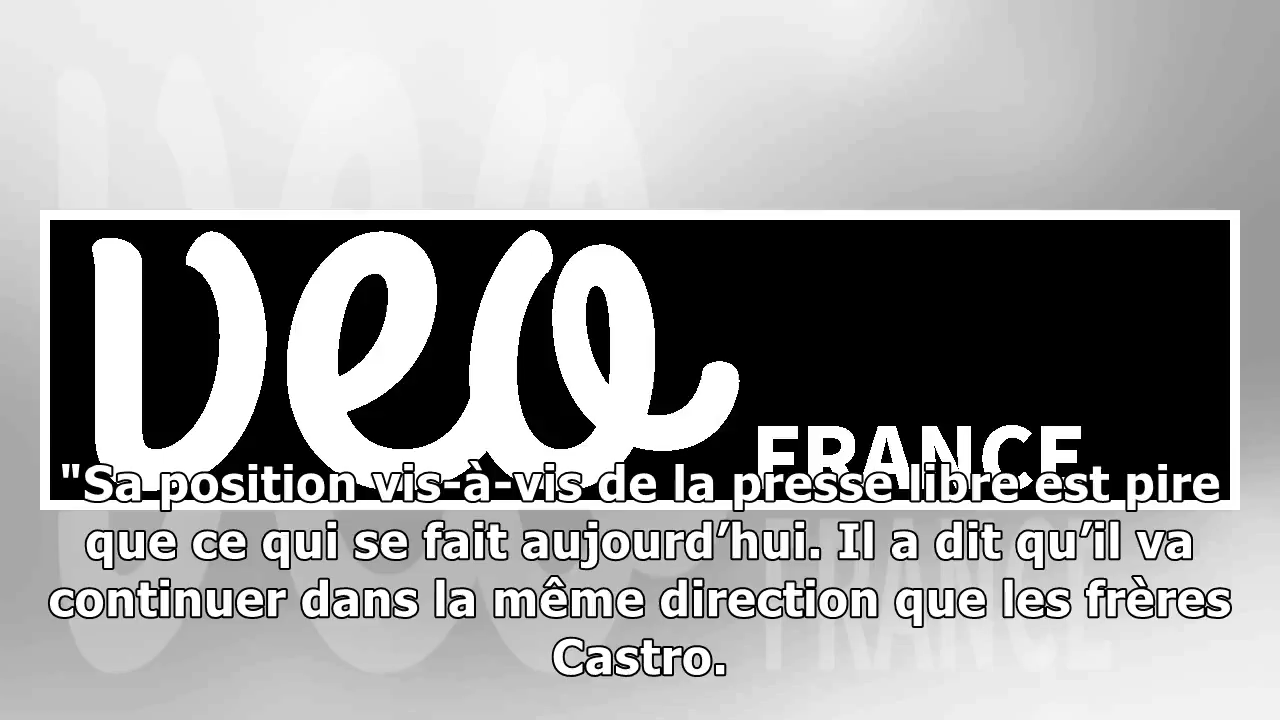 veo
FRANCE
"Sa position vis-à-vis de la presse libre est pire
que ce qui se fait aujourd’hui. Il a dit qu’il va
continuer dans la même direction que les frères
Castro.